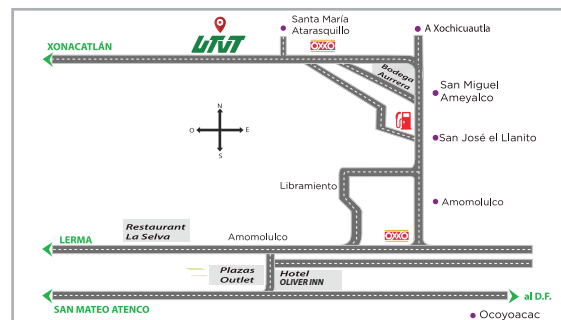 Santa María
Atarasquillo
A Xochicuautla
XONACATLÁN
UTVT
OXXO
Bodega
Aurrera
San Miguel
Ameyalco
N
O
E
S
San José el Llanito
Libramiento
Amomolulco
Restaurant
La Selva
LERMA
Amomolulco
OXXO
Plazas
Outlet
Hotel
OLIVER INN
SAN MATEO ATENCO
al D.F.
Ocoyoacac